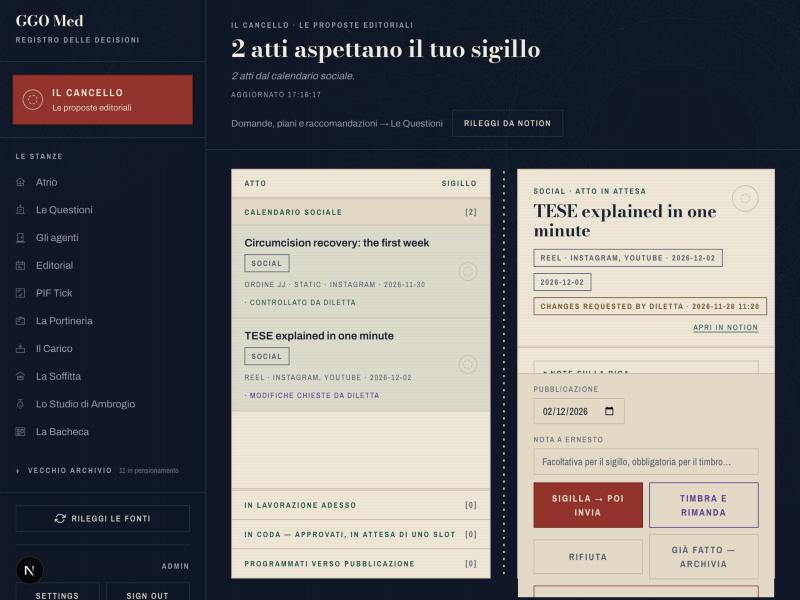 GGO Med
REGISTRO DELLE DECISIONI
IL CANCELLO
Le proposte editoriali
LE STANZE
Atrio
Le Questioni
Gli agenti
Editorial
PIF Tick
La Portineria
Il Carico
La Soffitta
Lo Studio di Ambrogio
La Bacheca
+ VECCHIO ARCHIVIO 11 in pensionamento
RILEGGI LE FONTI
N
ADMIN
SETTINGS
SIGN OUT
IL CANCELLO · LE PROPOSTE EDITORIALI
2 atti aspettano il tuo sigillo
2 atti dal calendario sociale.
AGGIORNATO 17:16:17
Domande, piani e raccomandazioni → Le Questioni
RILEGGI DA NOTION
ATTO SIGILLO
CALENDARIO SOCIALE [2]
Circumcision recovery: the first week
SOCIAL
ORDINE JJ · STATIC · INSTAGRAM · 2026-11-30
· CONTROLLATO DA DILETTA
TESE explained in one minute
SOCIAL
REEL · INSTAGRAM, YOUTUBE · 2026-12-02
· MODIFICHE CHIESTE DA DILETTA
IN LAVORAZIONE ADESSO [0]
IN CODA — APPROVATI, IN ATTESA DI UNO SLOT [0]
PROGRAMMATI VERSO PUBBLICAZIONE [0]
SOCIAL · ATTO IN ATTESA
TESE explained in one
minute
REEL · INSTAGRAM, YOUTUBE · 2026-12-02
2026-12-02
CHANGES REQUESTED BY DILETTA · 2026-11-26 11:20
APRI IN NOTION
NOTE SULLA RIGA
PUBBLICAZIONE
02/12/2026
NOTA A ERNESTO
Facoltativa per il sigillo, obbligatoria per il timbro…
SIGILLA → POI
INVIA
TIMBRA E
RIMANDA
RIFIUTA
GIÀ FATTO —
ARCHIVIA